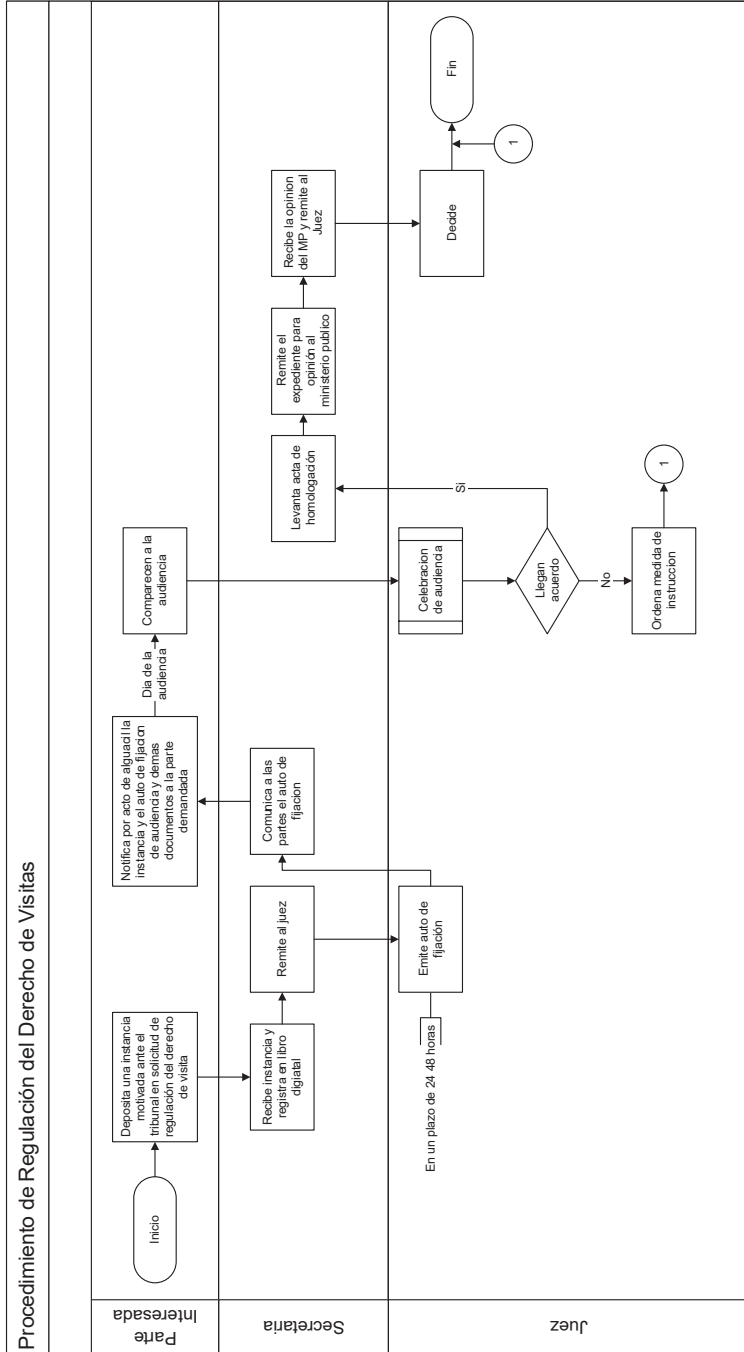 Procedimiento de Regulación del Derecho de Visitas
Parte
Interesada
Inicio
Deposita una instancia
motivada ante el
tribunal en solicitud de
regulación del derecho
de visita
Notifica por acto de alguacil la
instancia y el auto de fijacion
de audiencia y demas
documentos a la parte
demandada
Dia de la
audiencia
Comparecen a la
audiencia
Secretaria
Recibe instancia y
registra en libro
digiatal
Remite al juez
Comunica a las
partes el auto de
fijacion
Levanta acta de
homologación
Remite el
expediente para
opinión al
ministerio publico
Recibe la opinion
del MP y remite al
Juez
Juez
En un plazo de 24 48 horas
Emite auto de
fijación
Celebracion
de audiencia
Llegan
acuerdo
Si
No
Ordena medida de
instruccion
1
Decide
1
Fin